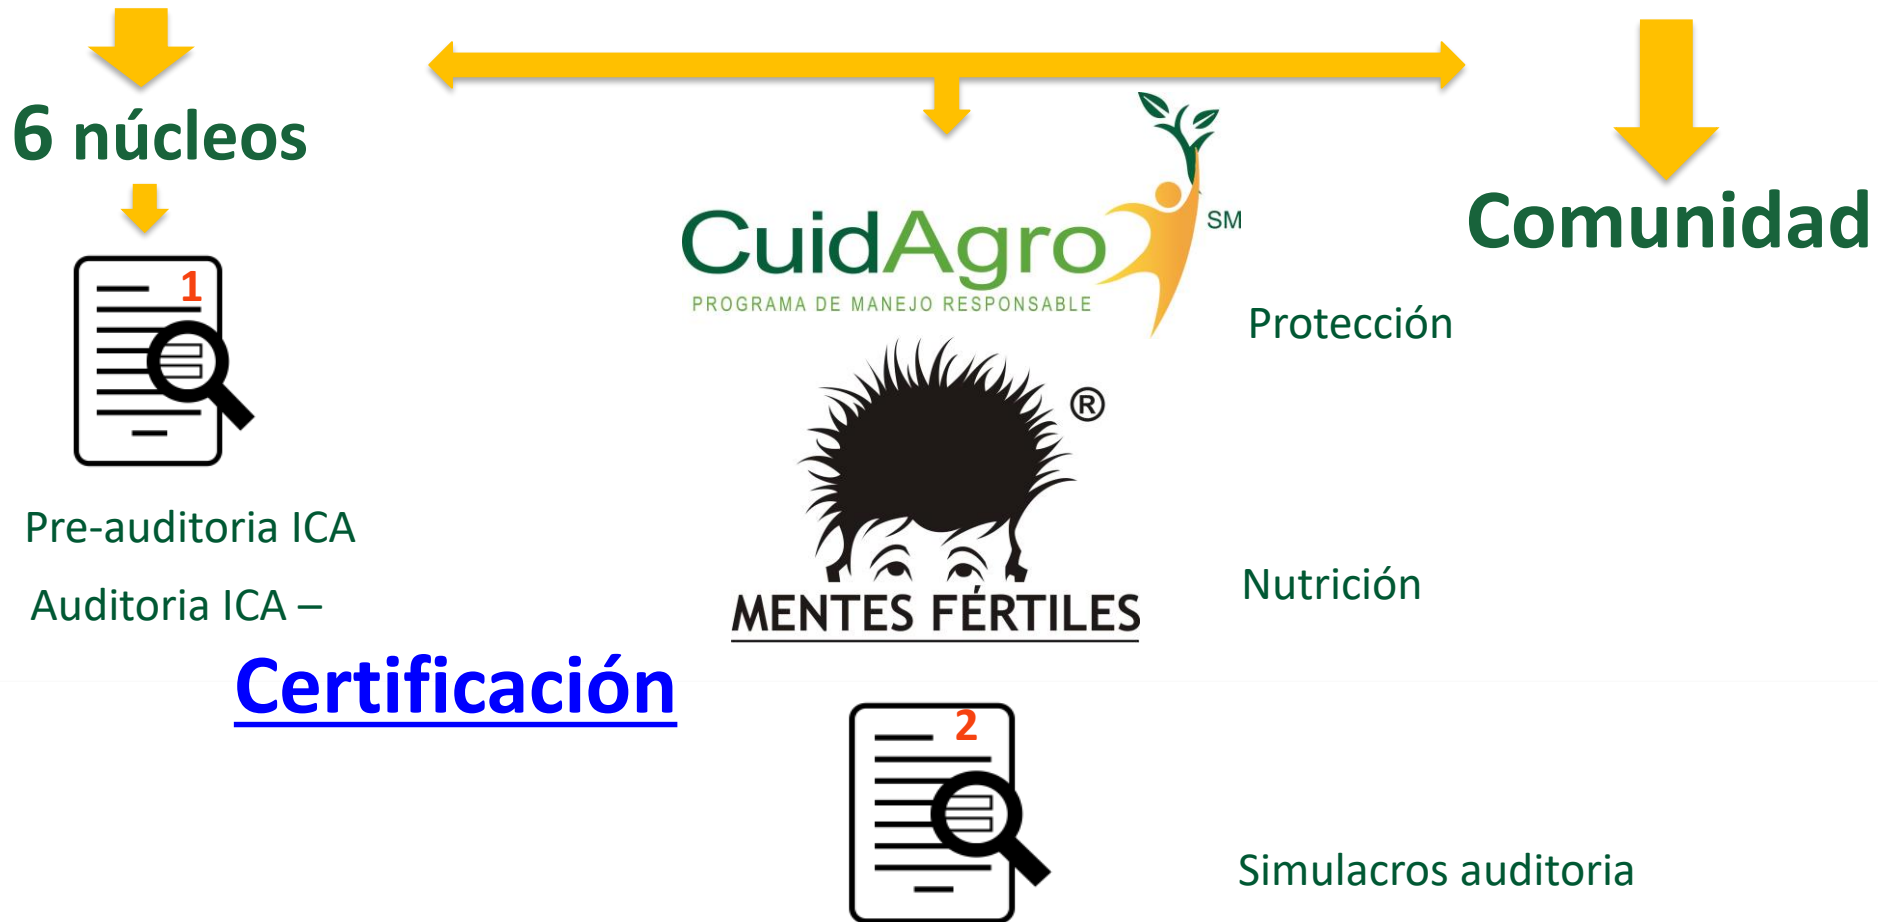 6 núcleos
1
Pre-auditoria ICA
Auditoria ICA –
Certificación
CuidAgro SM
PROGRAMA DE MANEJO RESPONSABLE
Protección
®
MENTES FÉRTILES
Nutrición
2
Simulacros auditoria
Comunidad